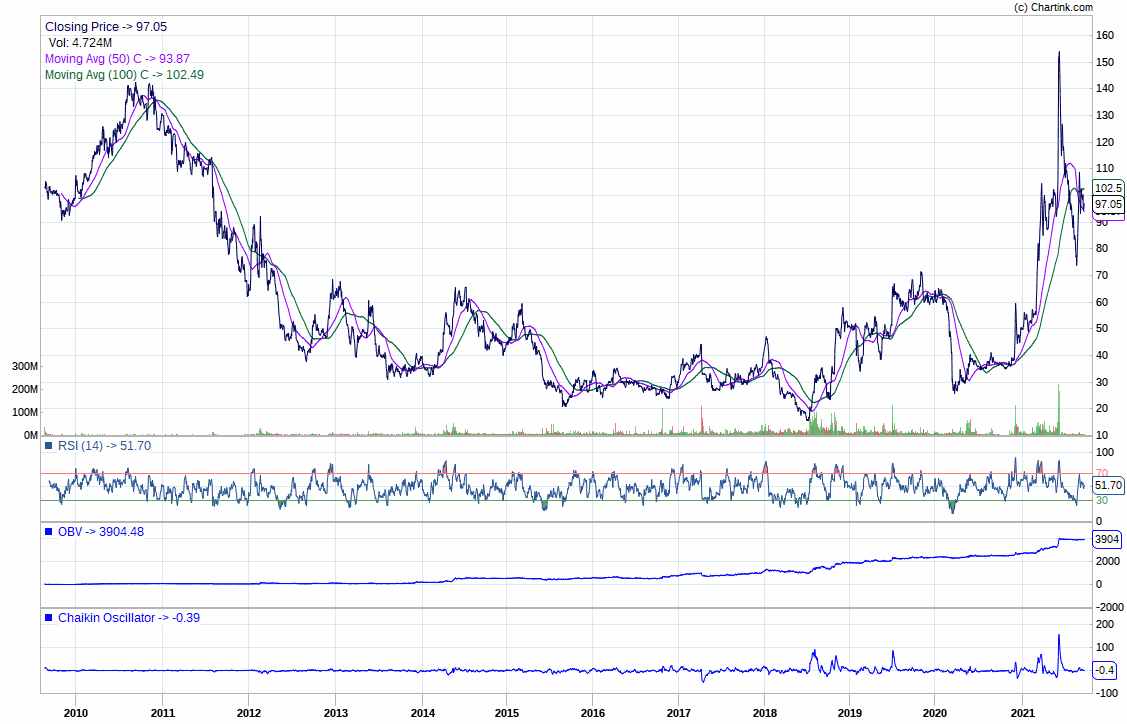 (c) Chartink.com
Closing Price -> 97.05
Vol: 4.724M
Moving Avg (50) C -> 93.87
Moving Avg (100) C -> 102.49
160
150
140
130
120
110
102.5
97.05
90
80
70
60
50
40
30
20
10
300M
200M
100M
0M
RSI (14) -> 51.70
100
70
51.70
30
0
OBV -> 3904.48
3904
2000
0
-2000
Chaikin Oscillator -> -0.39
200
100
-0.4
-100
2010 2011 2012 2013 2014 2015 2016 2017 2018 2019 2020 2021